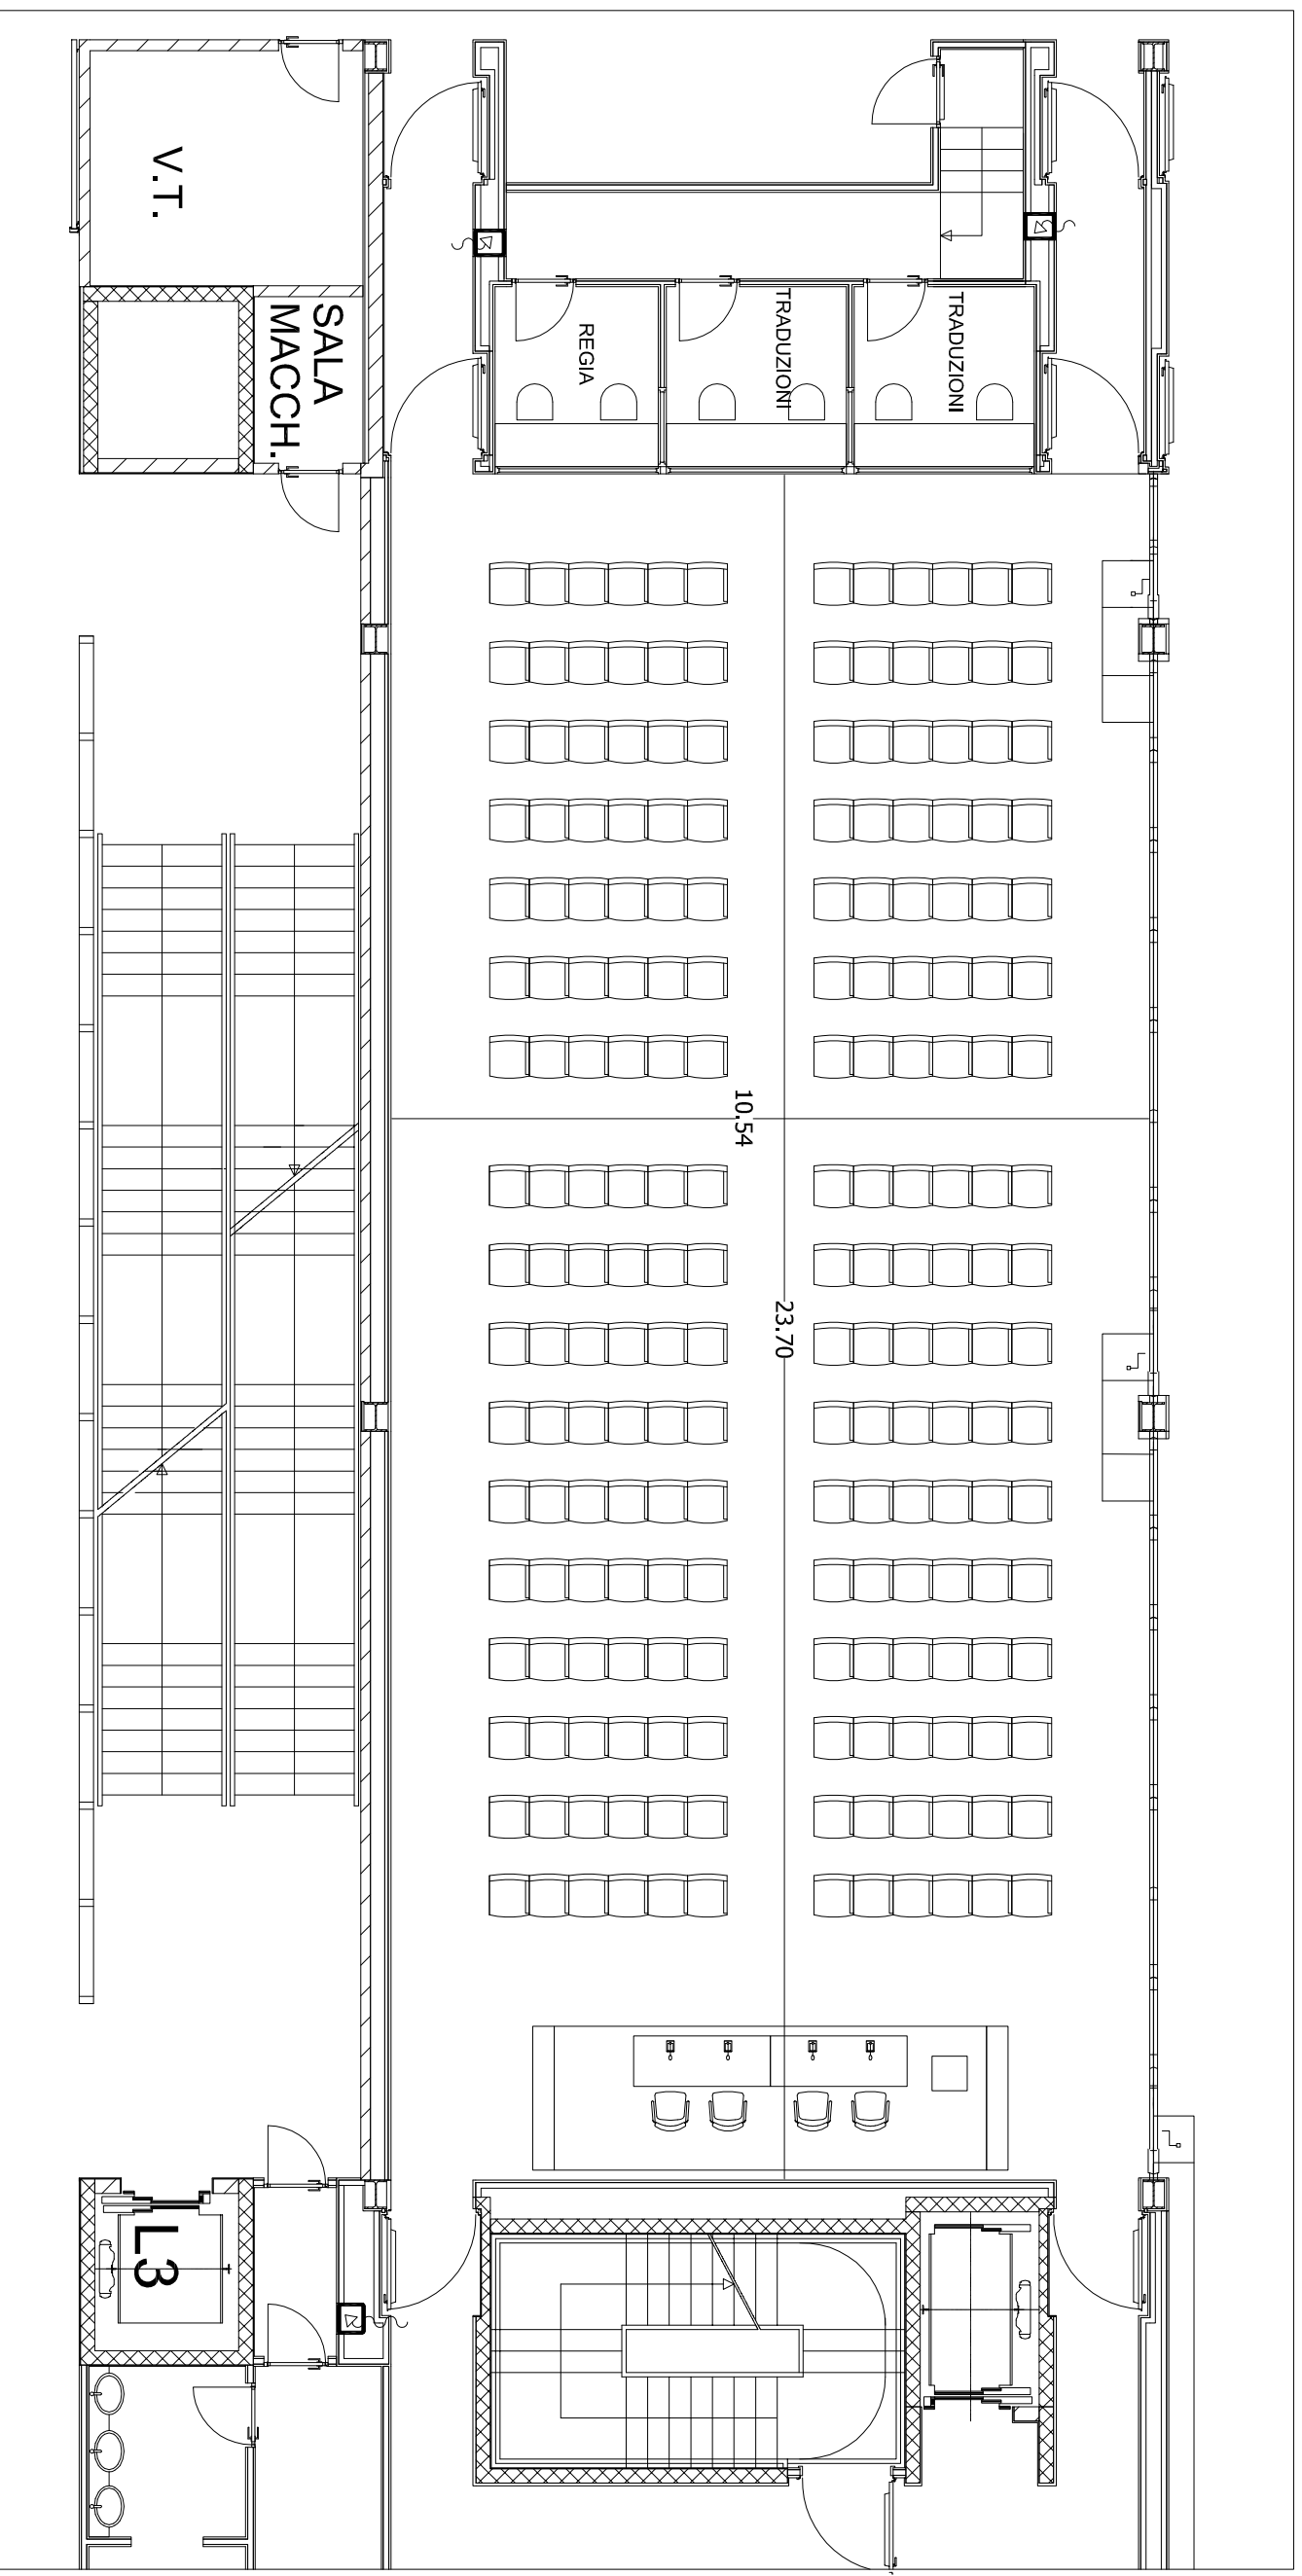 V.T.
SALA
MACCH.
REGIA
TRADUZIONI
TRADUZIONI
10.54
23.70
L3